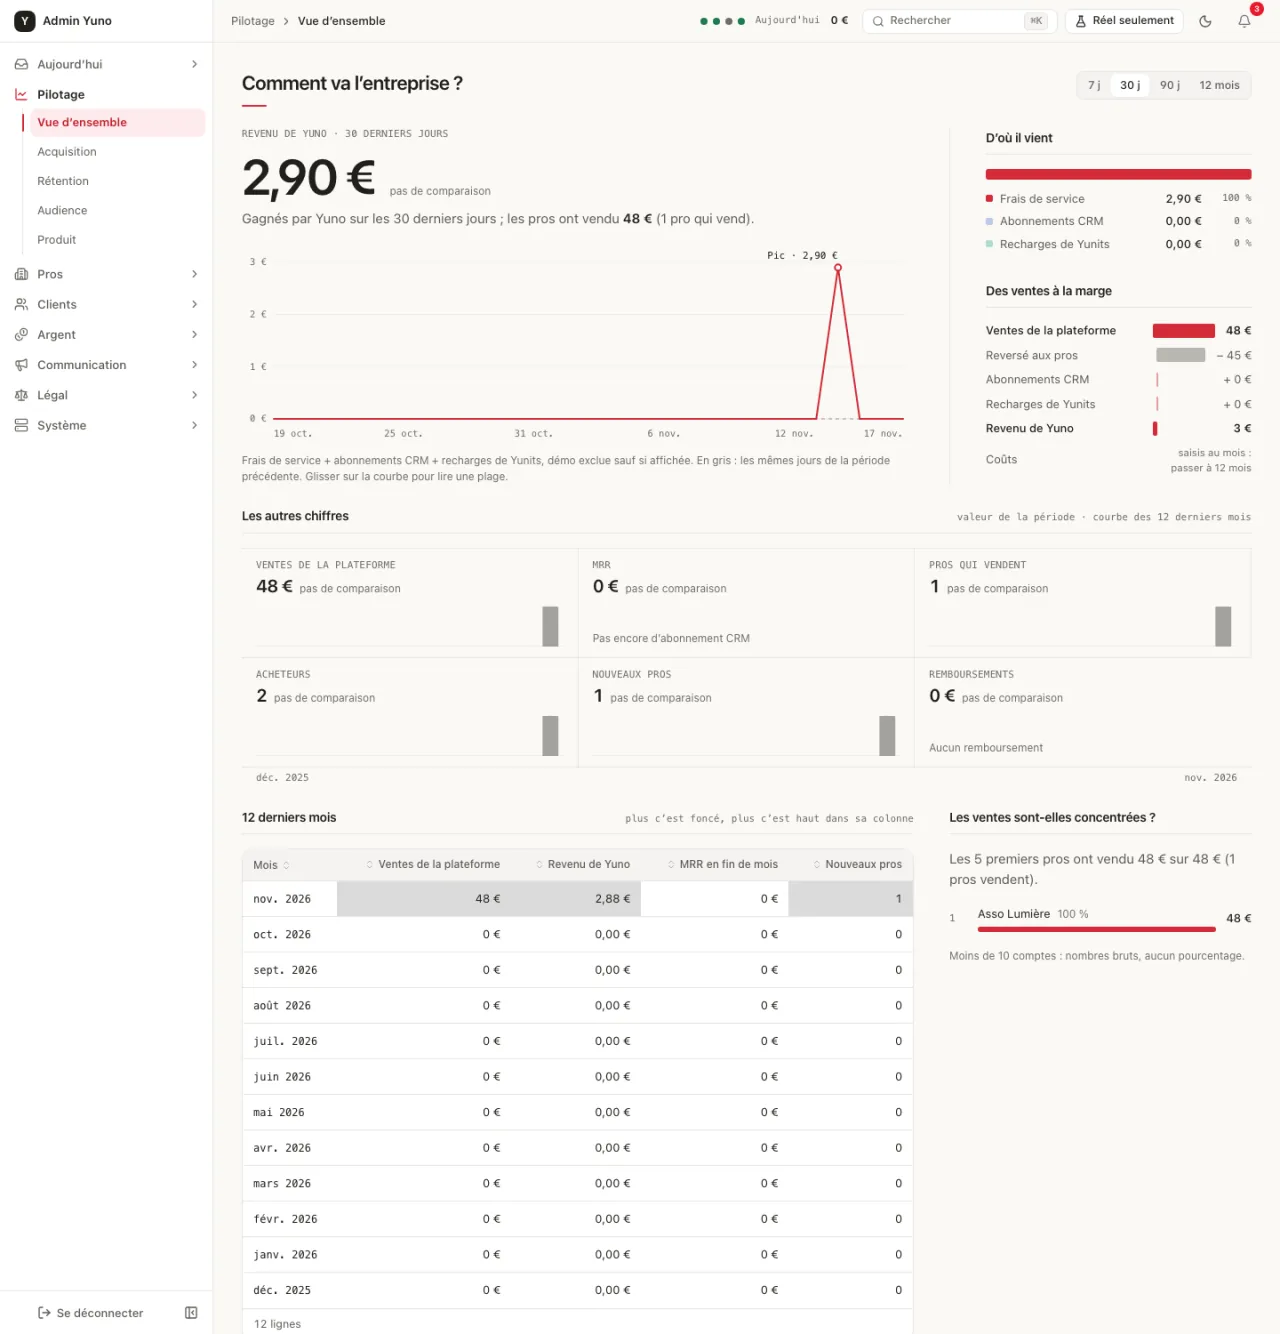 Y Admin Yuno
Pilotage > Vue d'ensemble
Aujourd'hui 0 €
Rechercher ⌘K
Réel seulement
3
Aujourd'hui
Pilotage
Vue d'ensemble
Acquisition
Rétention
Audience
Produit
Pros
Clients
Argent
Communication
Légal
Système
Se déconnecter
Comment va l'entreprise ?
7 j 30 j 90 j 12 mois
REVENU DE YUNO · 30 DERNIERS JOURS
2,90 € pas de comparaison
Gagnés par Yuno sur les 30 derniers jours ; les pros ont vendu 48 € (1 pro qui vend).
Pic · 2,90 €
3 €
2 €
1 €
0 €
19 oct. 25 oct. 31 oct. 6 nov. 12 nov. 17 nov.
Frais de service + abonnements CRM + recharges de Yunits, démo exclue sauf si affichée. En gris : les mêmes jours de la période
précédente. Glisser sur la courbe pour lire une plage.
D'où il vient
Frais de service 2,90 € 100 %
Abonnements CRM 0,00 € 0 %
Recharges de Yunits 0,00 € 0 %
Des ventes à la marge
Ventes de la plateforme 48 €
Reversé aux pros – 45 €
Abonnements CRM + 0 €
Recharges de Yunits + 0 €
Revenu de Yuno 3 €
Coûts saisis au mois :
passer à 12 mois
Les autres chiffres
valeur de la période · courbe des 12 derniers mois
VENTES DE LA PLATEFORME
48 € pas de comparaison
MRR
0 € pas de comparaison
Pas encore d'abonnement CRM
PROS QUI VENDENT
1 pas de comparaison
ACHETEURS
2 pas de comparaison
NOUVEAUX PROS
1 pas de comparaison
REMBOURSEMENTS
0 € pas de comparaison
Aucun remboursement
déc. 2025 nov. 2026
12 derniers mois
plus c'est foncé, plus c'est haut dans sa colonne
Mois Ventes de la plateforme Revenu de Yuno MRR en fin de mois Nouveaux pros
nov. 2026 48 € 2,88 € 0 € 1
oct. 2026 0 € 0,00 € 0 € 0
sept. 2026 0 € 0,00 € 0 € 0
août 2026 0 € 0,00 € 0 € 0
juil. 2026 0 € 0,00 € 0 € 0
juin 2026 0 € 0,00 € 0 € 0
mai 2026 0 € 0,00 € 0 € 0
avr. 2026 0 € 0,00 € 0 € 0
mars 2026 0 € 0,00 € 0 € 0
févr. 2026 0 € 0,00 € 0 € 0
janv. 2026 0 € 0,00 € 0 € 0
déc. 2025 0 € 0,00 € 0 € 0
12 lignes
Les ventes sont-elles concentrées ?
Les 5 premiers pros ont vendu 48 € sur 48 € (1
pros vendent).
1 Asso Lumière 100 % 48 €
Moins de 10 comptes : nombres bruts, aucun pourcentage.